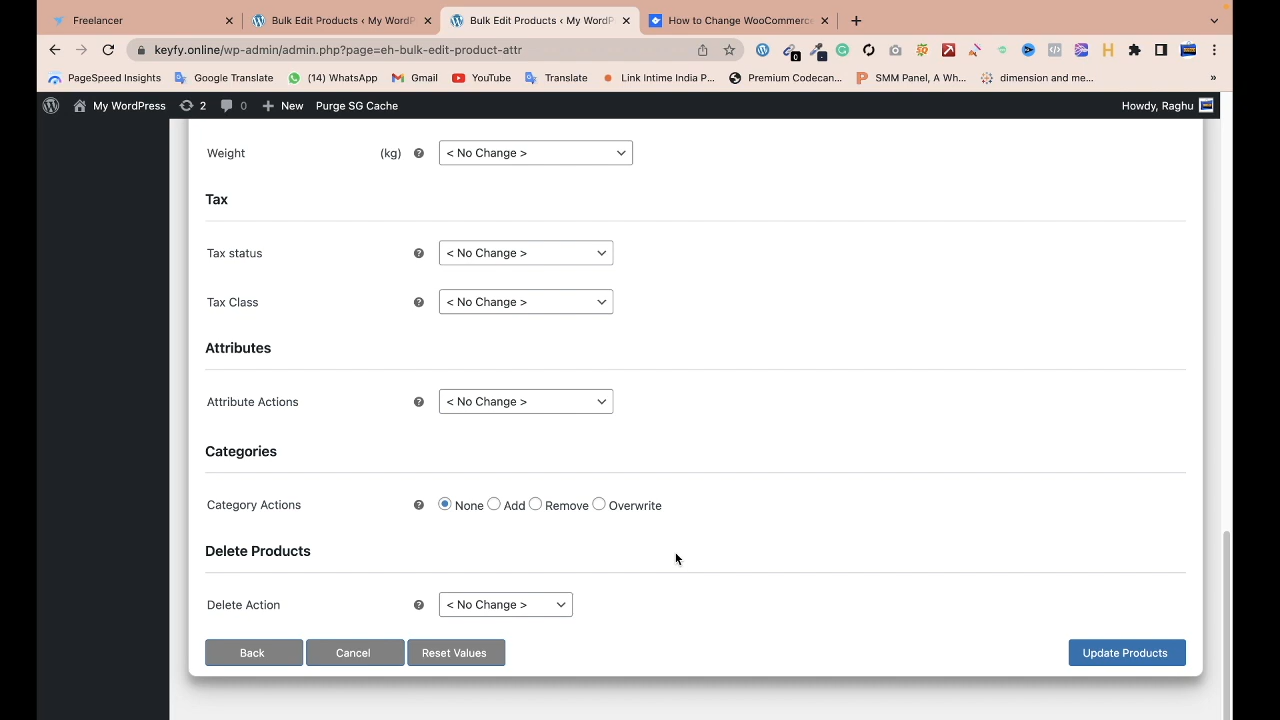 Freelancer
Bulk Edit Products ‹ My WordP
Bulk Edit Products ‹ My WordP
How to Change WooCommerce
keyfy.online/wp-admin/admin.php?page=eh-bulk-edit-product-attr
PageSpeed Insights
Google Translate
(14) WhatsApp
Gmail
YouTube
Translate
Link Intime India P...
Premium Codecan...
SMM Panel, A Wh...
dimension and me...
»
My WordPress
2
0
New
Purge SG Cache
Howdy, Raghu
Weight (kg) < No Change >
Tax
Tax status < No Change >
Tax Class < No Change >
Attributes
Attribute Actions < No Change >
Categories
Category Actions None Add Remove Overwrite
Delete Products
Delete Action < No Change >
Back Cancel Reset Values Update Products